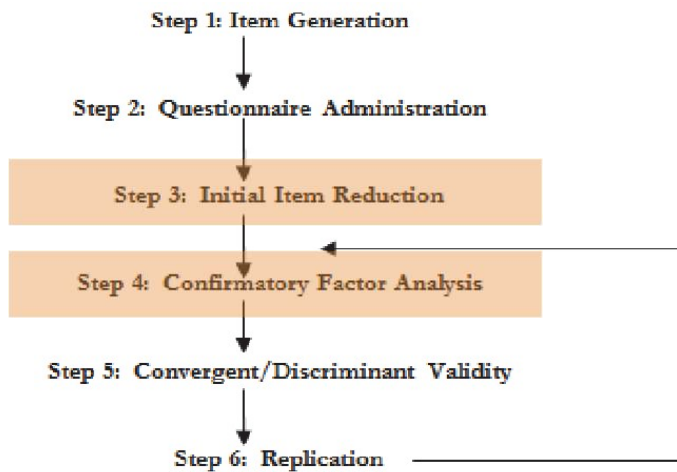 Step 1: Item Generation
Step 2: Questionnaire Administration
Step 3: Initial Item Reduction
Step 4: Confirmatory Factor Analysis
Step 5: Convergent/Discriminant Validity
Step 6: Replication